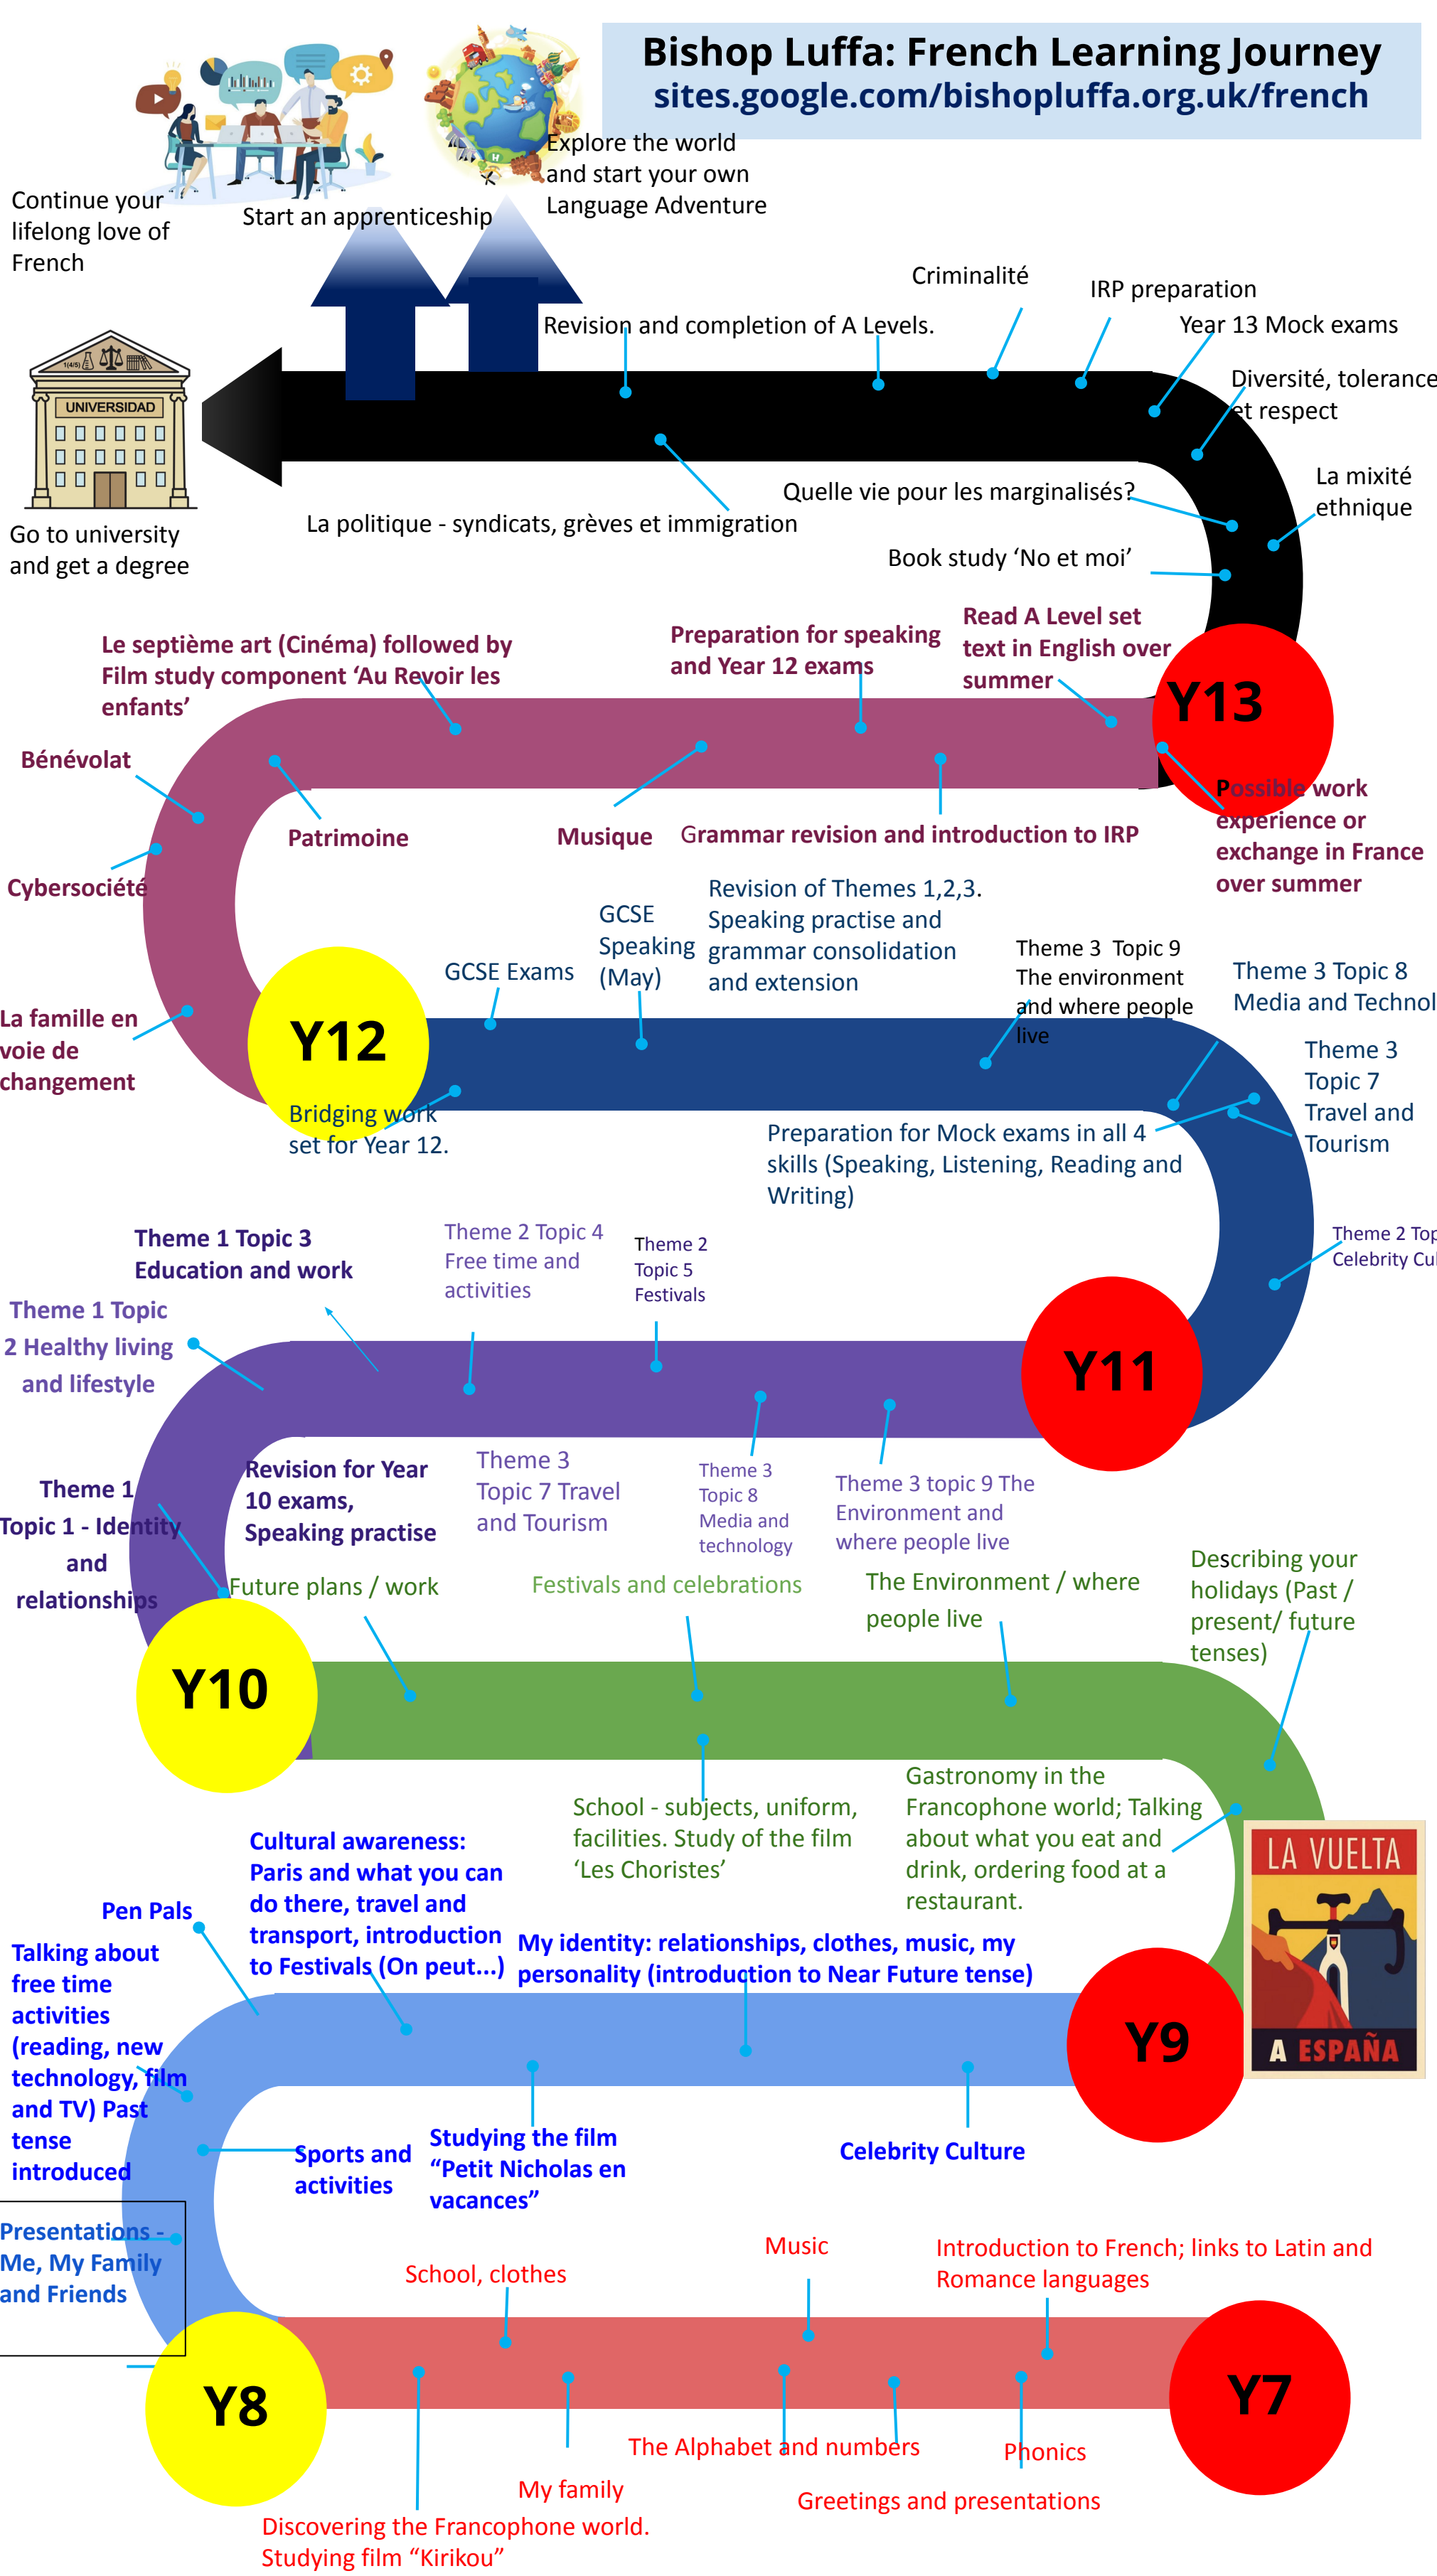 Bishop Luffa: French Learning Journey
sites.google.com/bishopluffa.org.uk/french
Explore the world
and start your own
Language Adventure
Continue your
lifelong love of
French
Start an apprenticeship
Criminalité
IRP preparation
Revision and completion of A Levels.
Year 13 Mock exams
Diversité, tolerance
et respect
UNIVERSIDAD
Go to university
and get a degree
La mixité
ethnique
Quelle vie pour les marginalisés?
La politique - syndicats, grèves et immigration
Book study ‘No et moi’
Read A Level set
text in English over
summer
Preparation for speaking
and Year 12 exams
Le septième art (Cinéma) followed by
Film study component ‘Au Revoir les
enfants’
Y13
Bénévolat
Possible work
experience or
exchange in France
over summer
Patrimoine
Musique
Grammar revision and introduction to IRP
Cybersociété
Revision of Themes 1,2,3.
Speaking practise and
grammar consolidation
and extension
GCSE
Speaking
(May)
GCSE Exams
Theme 3 Topic 9
The environment
and where people
live
Theme 3 Topic 8
Media and Technol
La famille en
voie de
changement
Y12
Theme 3
Topic 7
Travel and
Tourism
Bridging work
set for Year 12.
Preparation for Mock exams in all 4
skills (Speaking, Listening, Reading and
Writing)
Theme 1 Topic 3
Education and work
Theme 2 Topic 4
Free time and
activities
Theme 2
Topic 5
Festivals
Theme 2 Top
Celebrity Cul
Theme 1 Topic
2 Healthy living
and lifestyle
Y11
Theme 1
Topic 1 - Identity
and
relationships
Revision for Year
10 exams,
Speaking practise
Theme 3
Topic 7 Travel
and Tourism
Theme 3
Topic 8
Media and
technology
Theme 3 topic 9 The
Environment and
where people live
Describing your
holidays (Past /
present/ future
tenses)
Future plans / work
Festivals and celebrations
The Environment / where
people live
Y10
School - subjects, uniform,
facilities. Study of the film
‘Les Choristes’
Gastronomy in the
Francophone world; Talking
about what you eat and
drink, ordering food at a
restaurant.
LA VUELTA
A ESPAÑA
Cultural awareness:
Paris and what you can
do there, travel and
transport, introduction
to Festivals (On peut...)
Pen Pals
My identity: relationships, clothes, music, my
personality (introduction to Near Future tense)
Talking about
free time
activities
(reading, new
technology, film
and TV) Past
tense
introduced
Y9
Sports and
activities
Studying the film
“Petit Nicholas en
vacances”
Celebrity Culture
Presentations -
Me, My Family
and Friends
School, clothes
Music
Introduction to French; links to Latin and
Romance languages
Y8
Y7
The Alphabet and numbers
Phonics
My family
Greetings and presentations
Discovering the Francophone world.
Studying film “Kirikou”